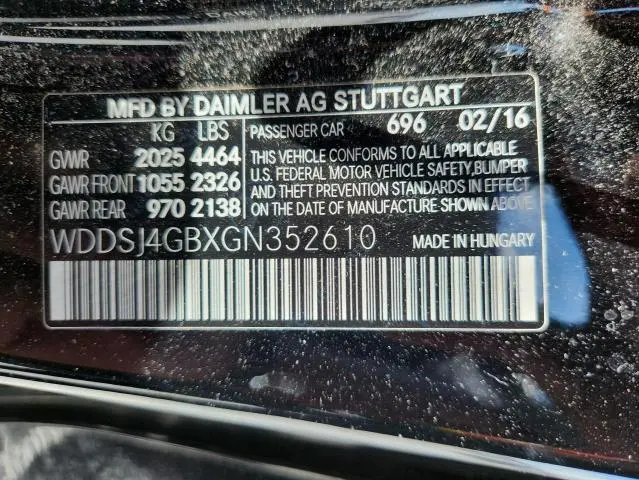 MFD BY DAIMLER AG STUTTGART
KG LBS PASSENGER CAR 696 02/16
GVWR 2025 4464 THIS VEHICLE CONFORMS TO ALL APPLICABLE
U.S. FEDERAL MOTOR VEHICLE SAFETY,BUMPER
GAWR FRONT 1055 2326 AND THEFT PREVENTION STANDARDS IN EFFECT
GAWR REAR 970 2138 ON THE DATE OF MANUFACTURE SHOWN ABOVE
WDDSJ4GBXGN352610 MADE IN HUNGARY